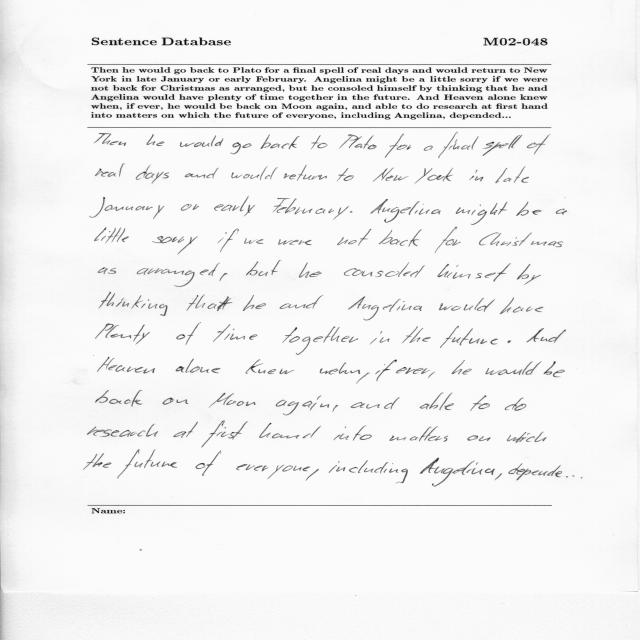 Sentence Database M02-048
Then he would go back to Plato for a final spell of real days and would return to New
York in late January or early February. Angelina might be a little sorry if we were
not back for Christmas as arranged, but he consoled himself by thinking that he and
Angelina would have plenty of time together in the future. And Heaven alone knew
when, if ever, he would be back on Moon again, and able to do research at first hand
into matters on which the future of everyone, including Angelina, depended...
Then he would go back to Plato for a final spell of
real days and would return to New York in late
January or early February. Angelina might be a
little sorry if we were not back for Christmas
as arranged, but he consoled himset by
thinking that he and Angelina would have
Plenty of time together in the future. And
Heaven alone knew wehn, if ever, he would be
back on Moon again, and able to do
research at first hand into matters on which
the future of everyone, including Angelina, depende...
Name: